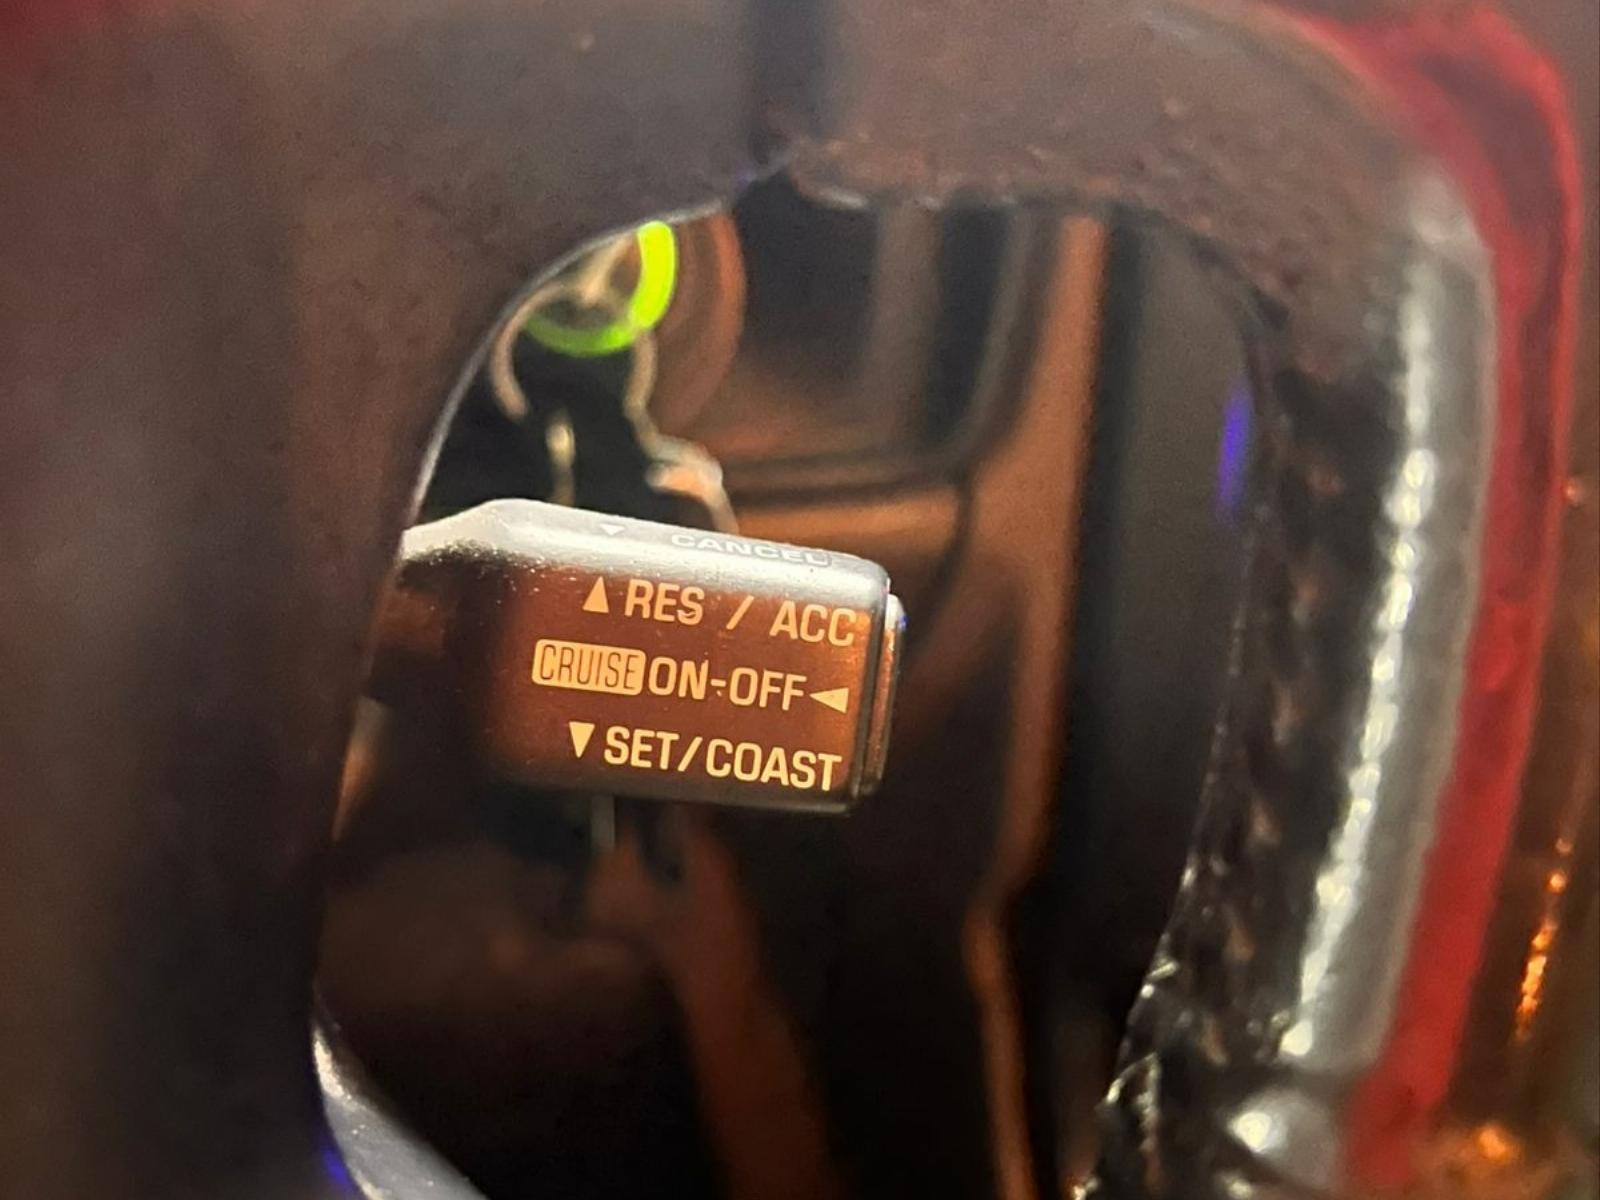 ▼ CANCEL
▲ RES / ACC
CRUISE ON-OFF ◀
▼ SET/COAST